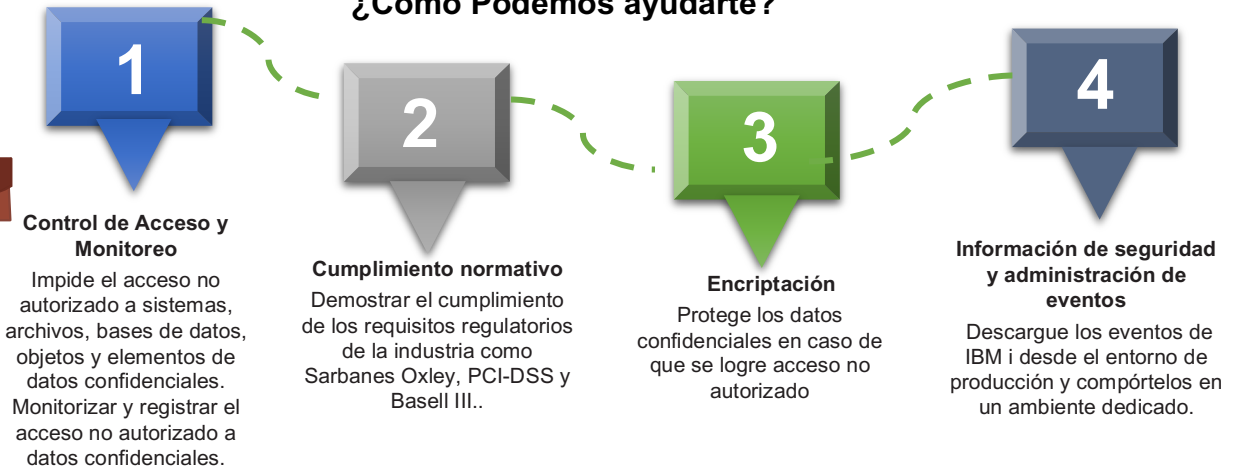 ¿Cómo Podemos ayudarte?
1
2
3
4
Control de Acceso y
Monitoreo
Impide el acceso no
autorizado a sistemas,
archivos, bases de datos,
objetos y elementos de
datos confidenciales.
Monitorizar y registrar el
acceso no autorizado a
datos confidenciales.
Cumplimiento normativo
Demostrar el cumplimiento
de los requisitos regulatorios
de la industria como
Sarbanes Oxley, PCI-DSS y
Basell III..
Encriptación
Protege los datos
confidenciales en caso de
que se logre acceso no
autorizado
Información de seguridad
y administración de
eventos
Descargue los eventos de
IBM i desde el entorno de
producción y compórtelos en
un ambiente dedicado.